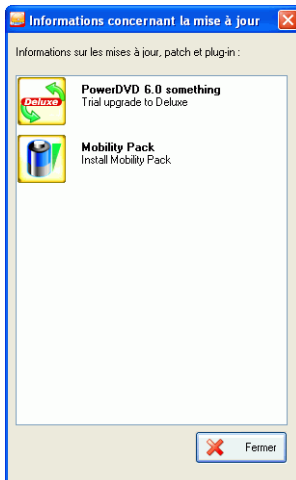 Informations concernant la mise à jour
Informations sur les mises à jour, patch et plug-in :
Deluxe
PowerDVD 6.0 something
Trial upgrade to Deluxe
Mobility Pack
Install Mobility Pack
Fermer